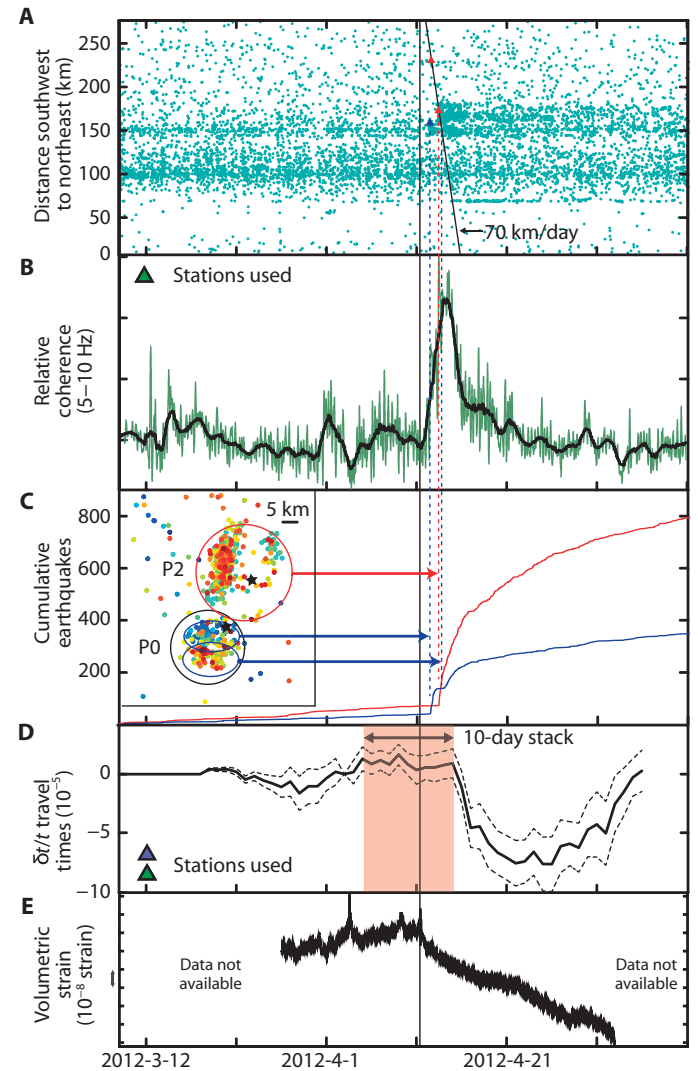 A
Distance southwest
to northeast (km)
250
200
150
100
50
0
70 km/day
B
Stations used
Relative
coherence
(5–10 Hz)
C
5 km
P2
P0
Cumulative
earthquakes
800
600
400
200
D
10-day stack
δt/t travel
times (10⁻⁵)
0
−5
−10
Stations used
E
Volumetric
strain
(10⁻⁸ strain)
Data not
available
Data not
available
2012-3-12
2012-4-1
2012-4-21